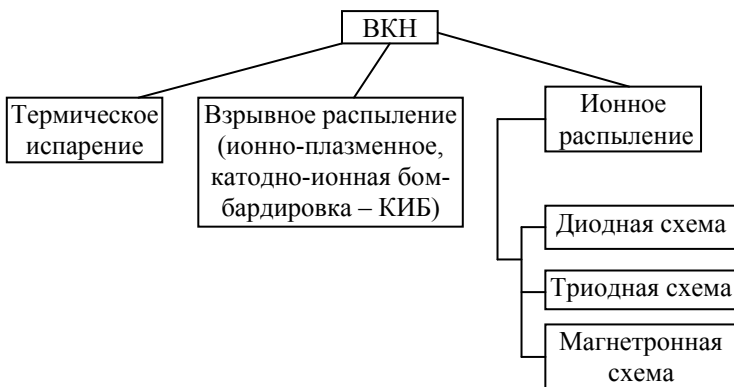 ВКН
Термическое
испарение
Взрывное распыление
(ионно-плазменное,
катодно-ионная бом-
бардировка – КИБ)
Ионное
распыление
Диодная схема
Триодная схема
Магнетронная
схема